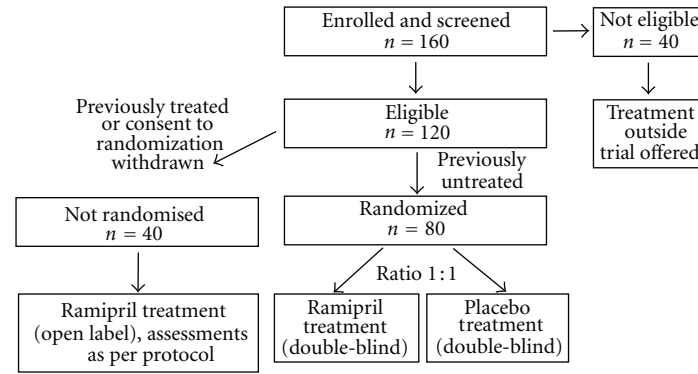 Enrolled and screened
n = 160
Not eligible
n = 40
Previously treated
or consent to
randomization
withdrawn
Eligible
n = 120
Treatment
outside
trial offered
Previously
untreated
Not randomised
n = 40
Randomized
n = 80
Ratio 1 : 1
Ramipril treatment
(open label), assessments
as per protocol
Ramipril
treatment
(double-blind)
Placebo
treatment
(double-blind)